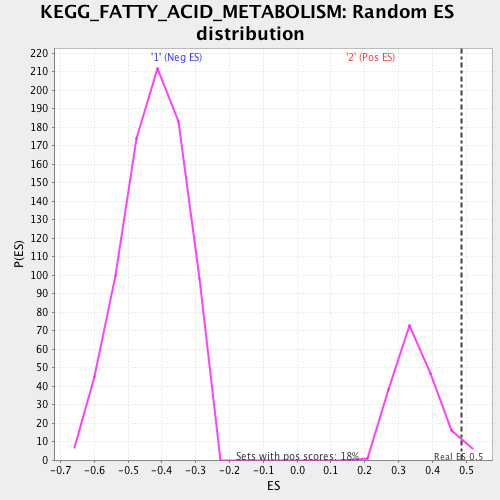 KEGG_FATTY_ACID_METABOLISM: Random ES
distribution
'1' (Neg ES)
'2' (Pos ES)
220
210
200
190
180
170
160
150
140
130
120
110
100
90
80
70
60
50
40
30
20
10
0
P(ES)
Sets with pos scores: 18%
Real ES 0.5
-0.7 -0.6 -0.5 -0.4 -0.3 -0.2 -0.1 0.0 0.1 0.2 0.3 0.4 0.5
ES